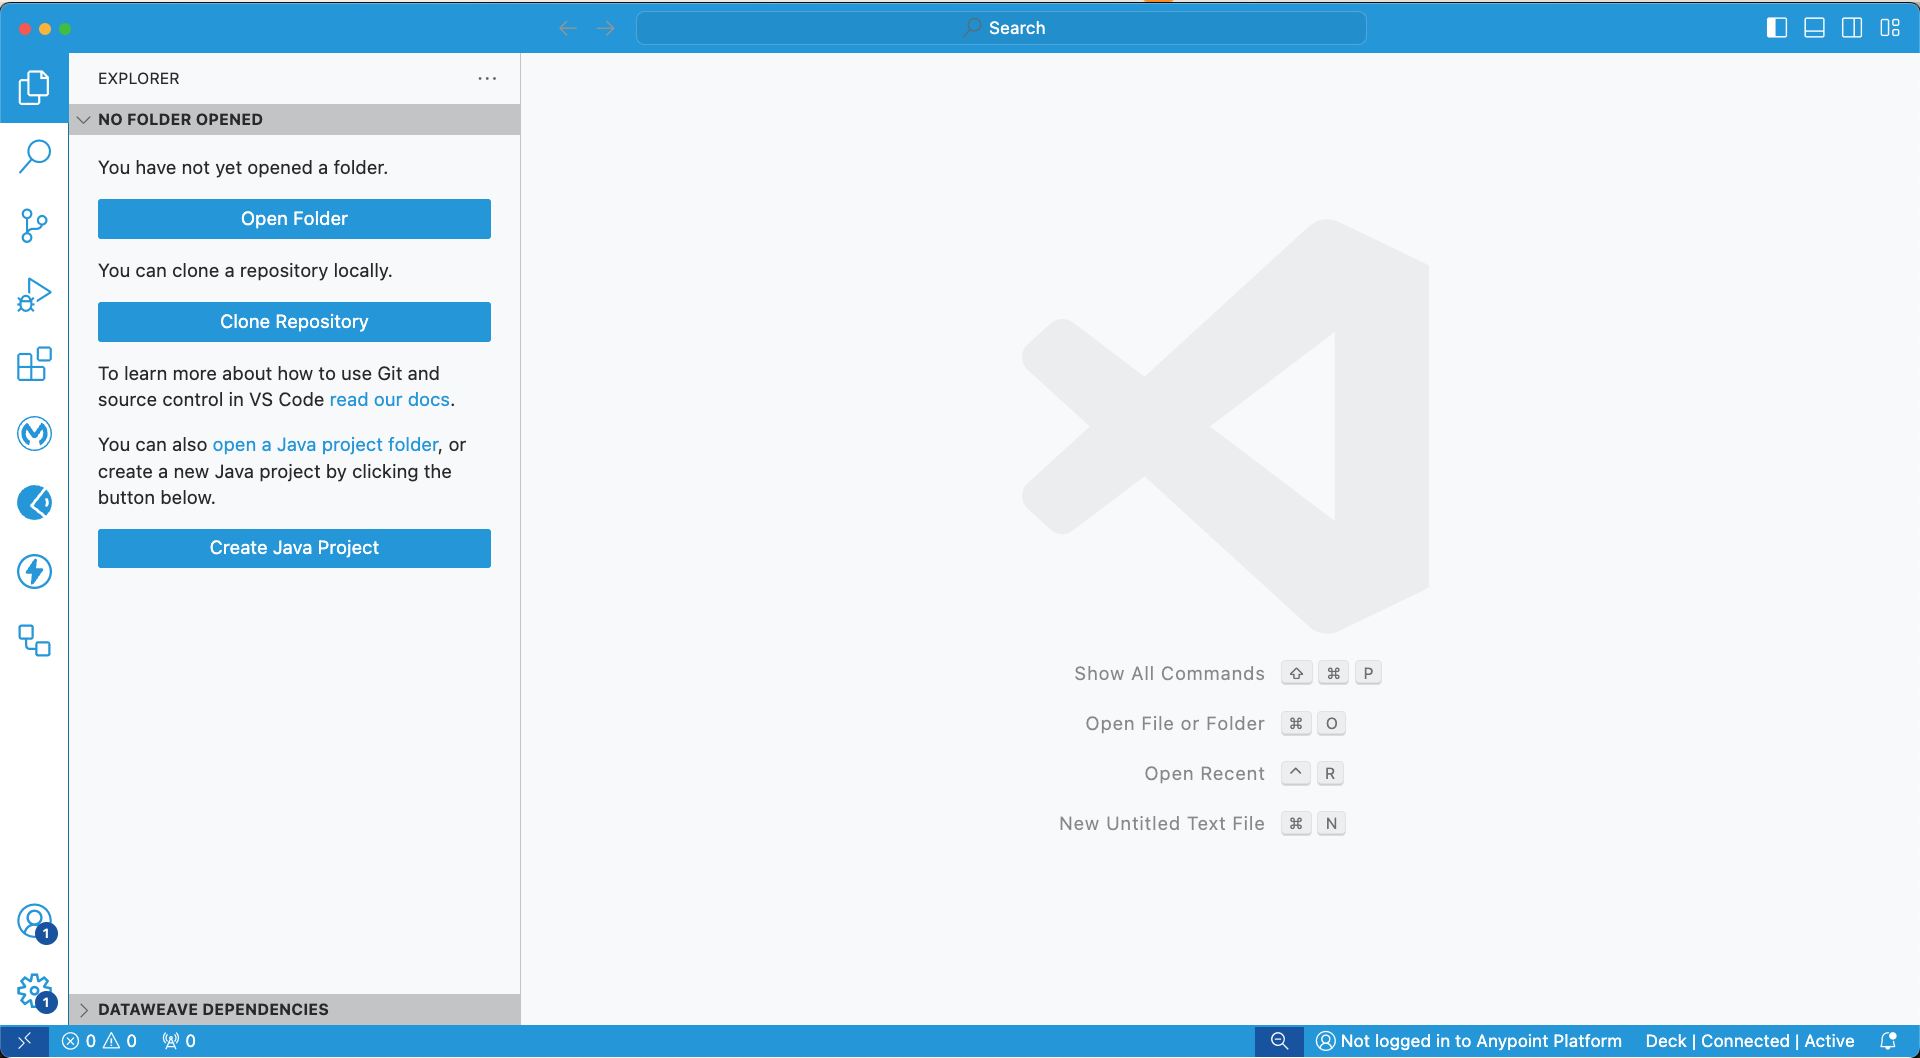 Search
EXPLORER
NO FOLDER OPENED
You have not yet opened a folder.
Open Folder
You can clone a repository locally.
Clone Repository
To learn more about how to use Git and
source control in VS Code read our docs.
You can also open a Java project folder, or
create a new Java project by clicking the
button below.
Create Java Project
Show All Commands ⇧ ⌘ P
Open File or Folder ⌘ O
Open Recent ^ R
New Untitled Text File ⌘ N
1
1
DATAWEAVE DEPENDENCIES
0 0 0
Not logged in to Anypoint Platform Deck | Connected | Active